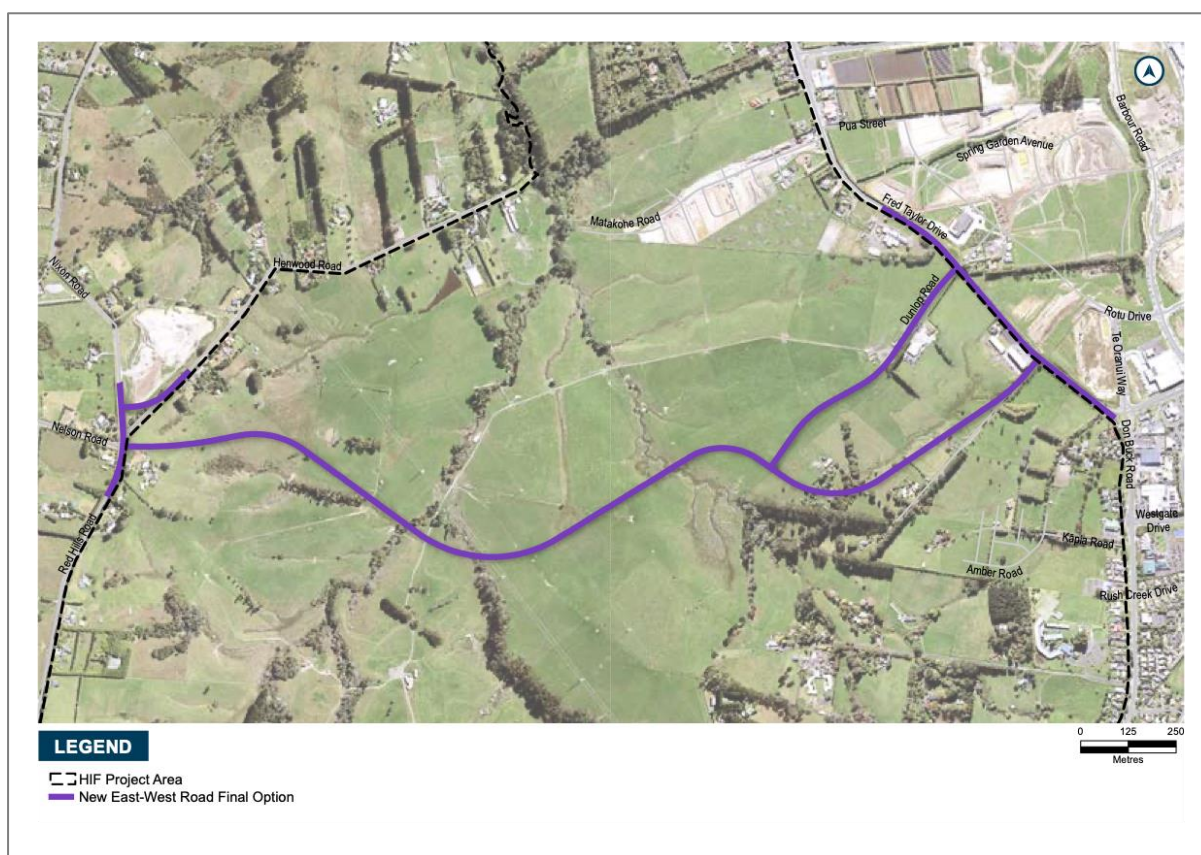 Pua Street
Barbour Road
Spring Garden Avenue
Fred Taylor Drive
Matakohe Road
Henwood Road
Nixon Road
Dunlop Road
Rotu Drive
Te Oranui Way
Nelson Road
Don Buck Road
Westgate
Drive
Kapia Road
Red Hills Road
Amber Road
Rush Creek Drive
LEGEND
HIF Project Area
New East-West Road Final Option
0 125 250
Metres